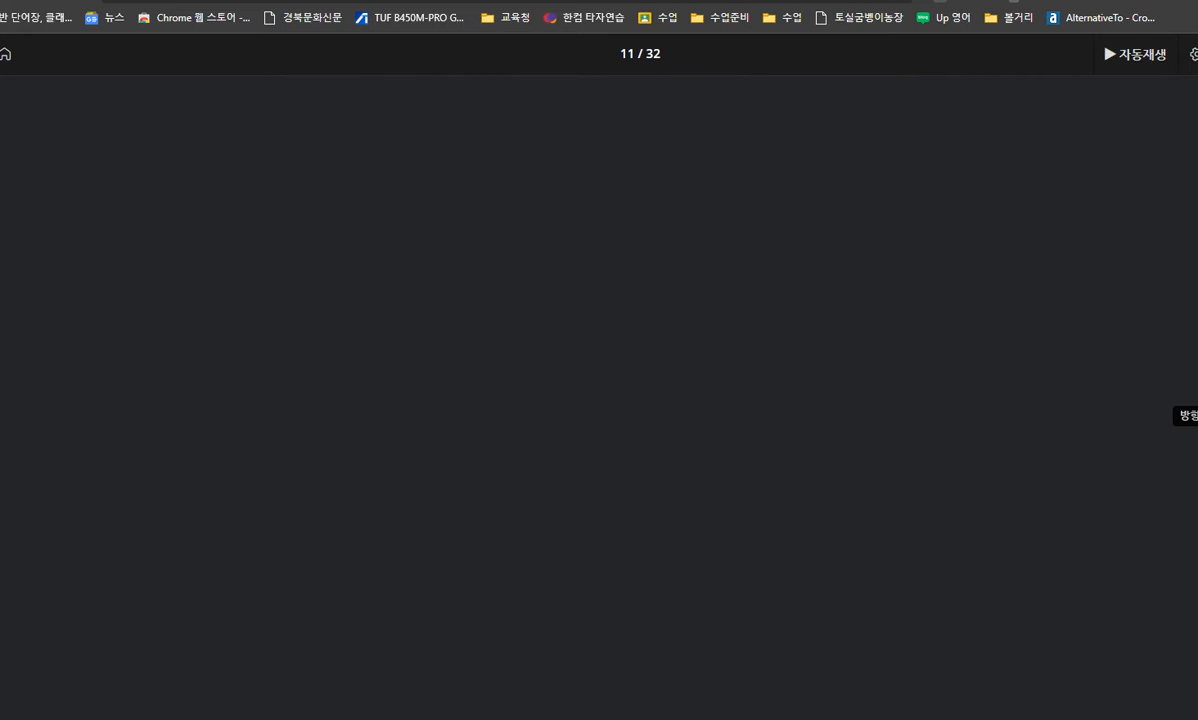 반 단어장, 클래... 뉴스 Chrome 웹 스토어 -... 경북문화신문 TUF B450M-PRO G... 교육청 한컴 타자연습 수업 수업준비 수업 토실굼벵이농장 Up 영어 볼거리 AlternativeTo - Cro...
11 / 32 ▶ 자동재생
방향